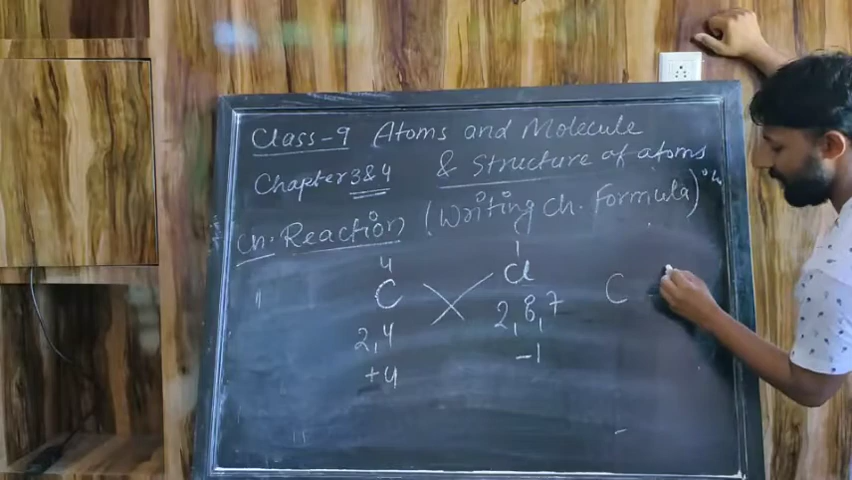 Class-9 Atoms and Molecule
Chapter 3&4 & Structure of atoms
Ch. Reaction (Writing Ch. Formula)
4 1
C Cl C
2,4 2,8,7
+4 -1